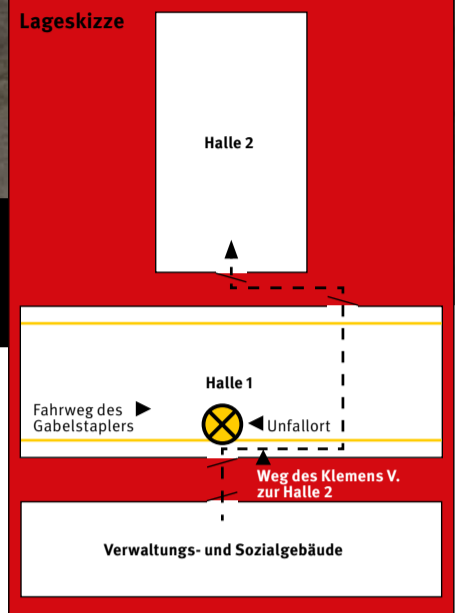 Lageskizze
Halle 2
Halle 1
Fahrweg des
Gabelstaplers
Unfallort
Weg des Klemens V.
zur Halle 2
Verwaltungs- und Sozialgebäude